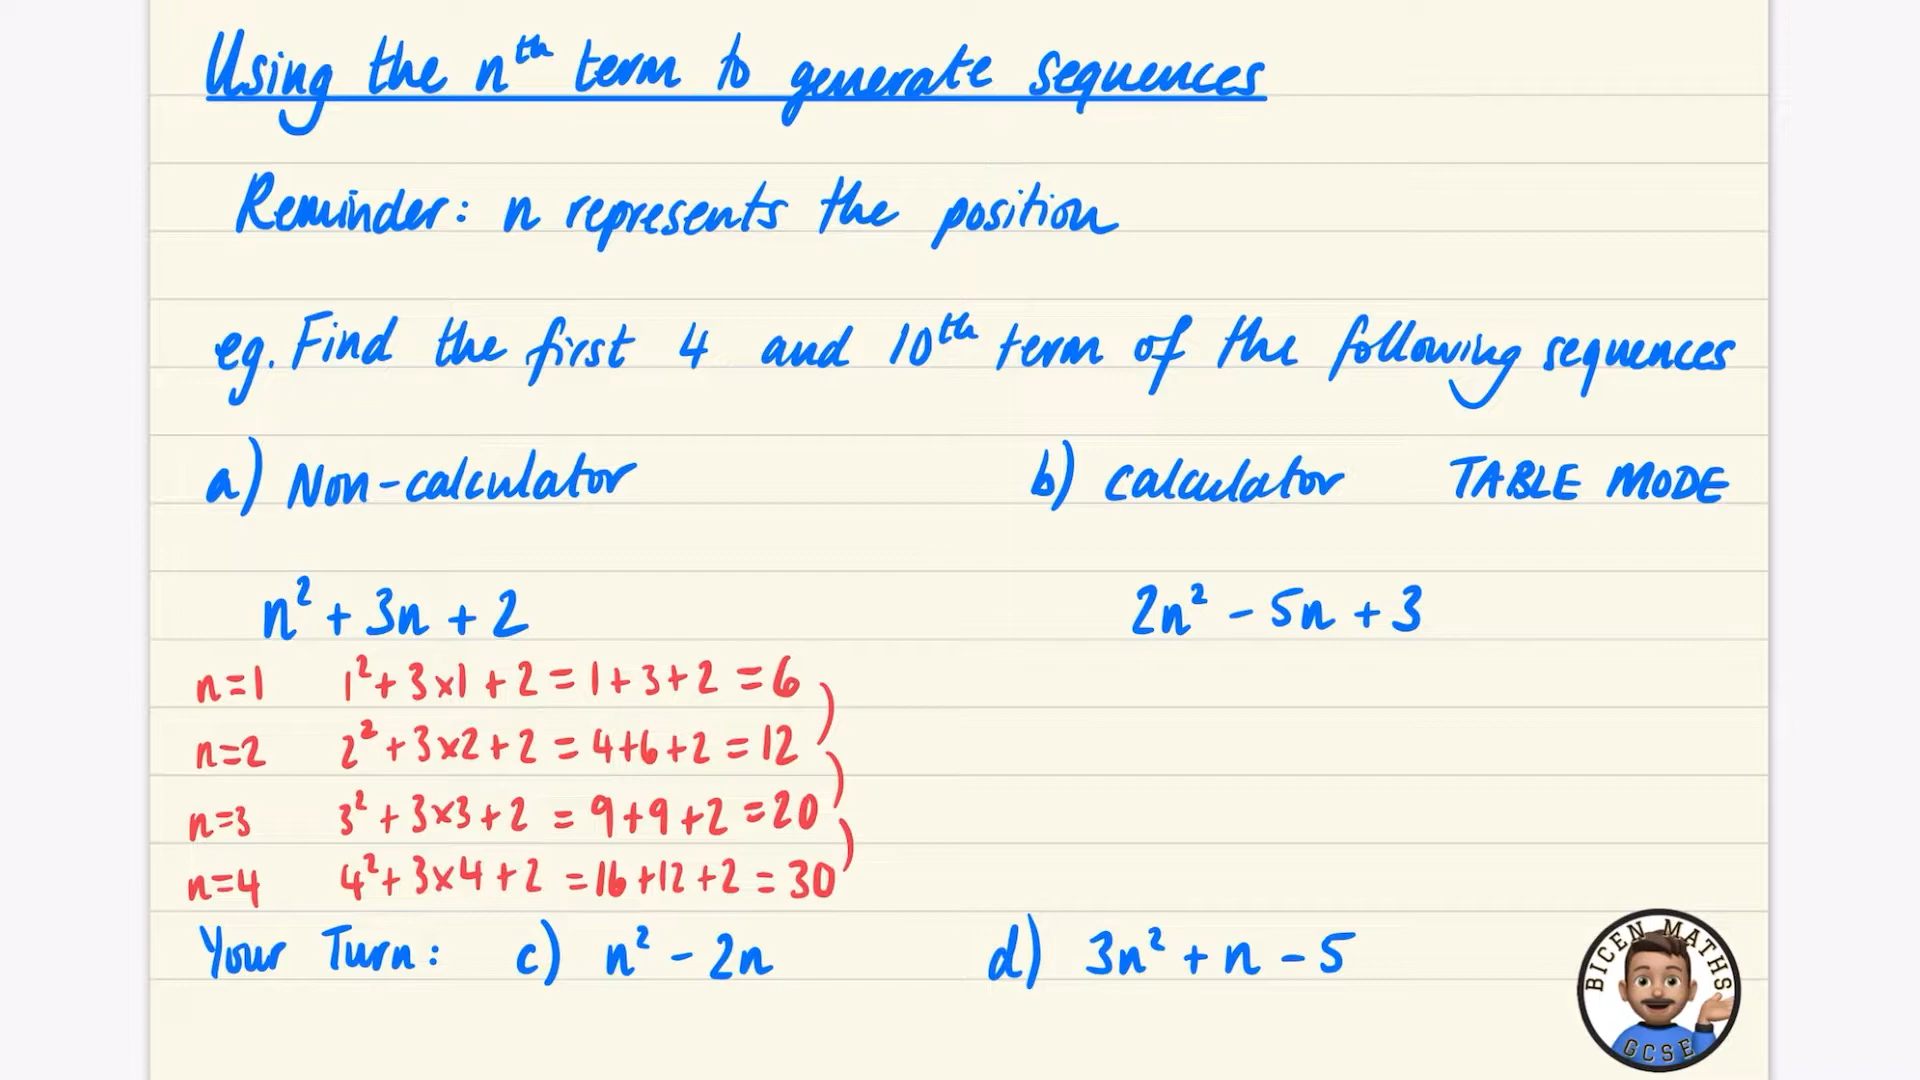 Using the nth term to generate sequences
Reminder: n represents the position
eg. Find the first 4 and 10th term of the following sequences
a) Non-calculator
b) calculator TABLE MODE
n² + 3n + 2
2n² - 5n + 3
n=1 1² + 3×1 + 2 = 1 + 3 + 2 = 6
n=2 2² + 3×2 + 2 = 4 + 6 + 2 = 12
n=3 3² + 3×3 + 2 = 9 + 9 + 2 = 20
n=4 4² + 3×4 + 2 = 16 + 12 + 2 = 30
Your Turn: c) n² - 2n d) 3n² + n - 5
BICEN MATHS
GCSE